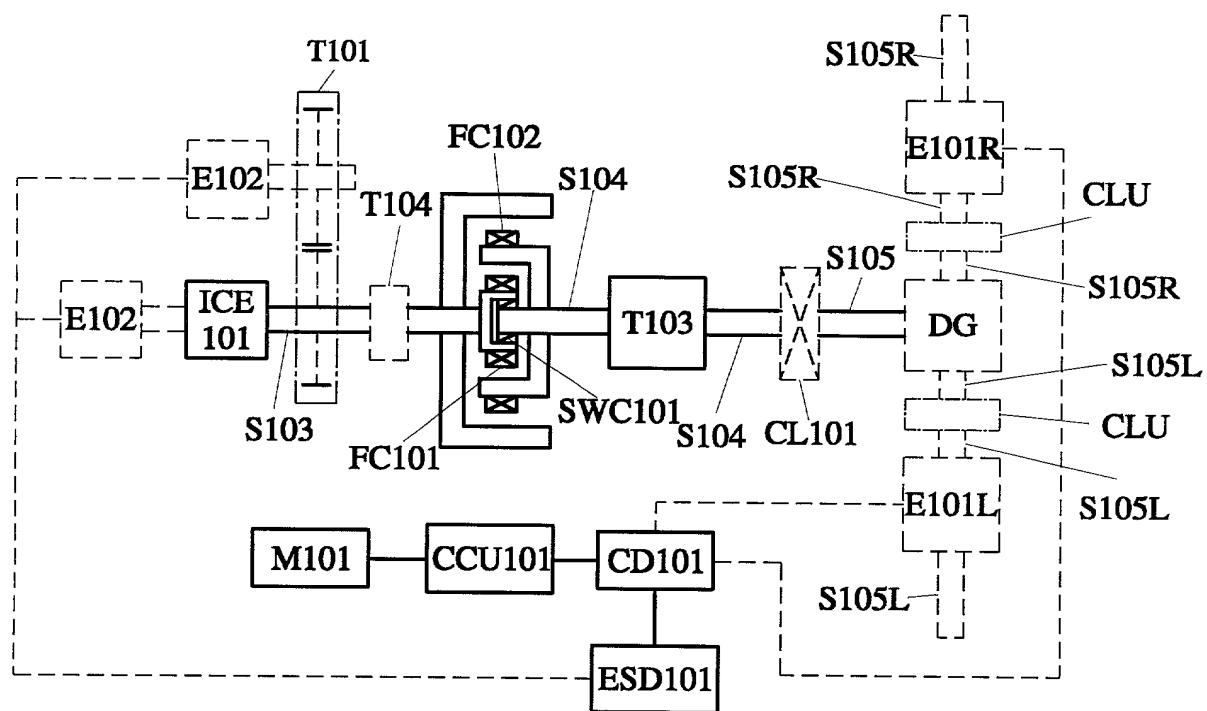 S105R
T101
FC102
E101R
E102
S104
S105R
CLU
T104
S105
S105R
ICE
101
E102
T103
DG
S105L
S103
SWC101
S104
CL101
CLU
FC101
E101L
S105L
M101
CCU101
CD101
S105L
ESD101